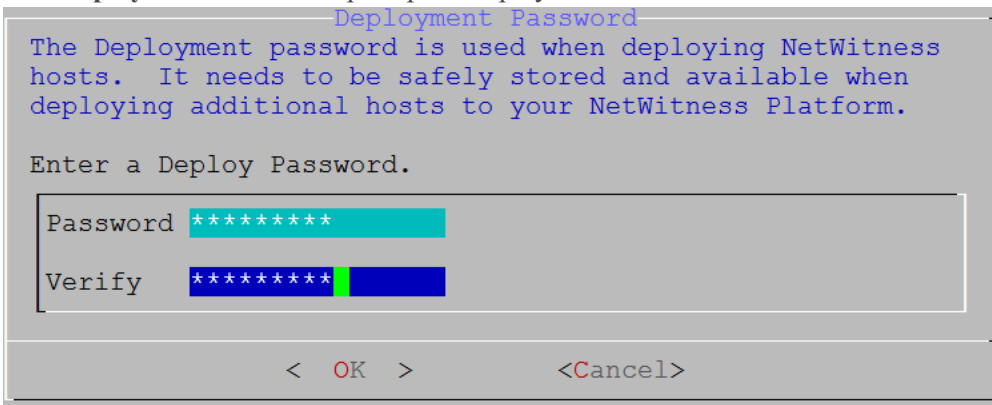 Deployment Password
The Deployment password is used when deploying NetWitness
hosts.  It needs to be safely stored and available when
deploying additional hosts to your NetWitness Platform.
Enter a Deploy Password.
Password *********
Verify *********
< OK > <Cancel>